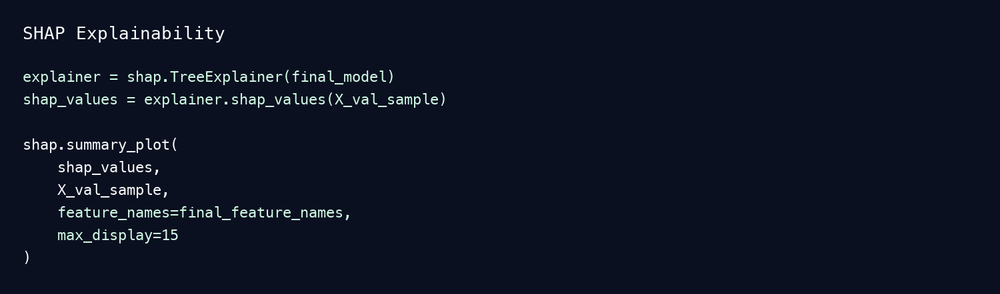 SHAP Explainability
explainer = shap.TreeExplainer(final_model)
shap_values = explainer.shap_values(X_val_sample)
shap.summary_plot(
    shap_values,
    X_val_sample,
    feature_names=final_feature_names,
    max_display=15
)